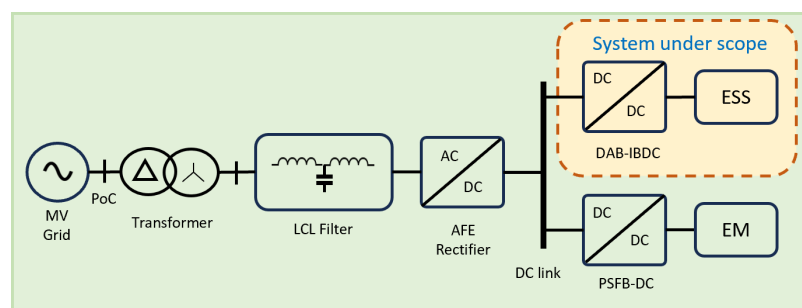 System under scope
DC
DC
ESS
DAB-IBDC
MV
Grid
PoC
Transformer
LCL Filter
AC
DC
AFE
Rectifier
DC link
DC
DC
EM
PSFB-DC